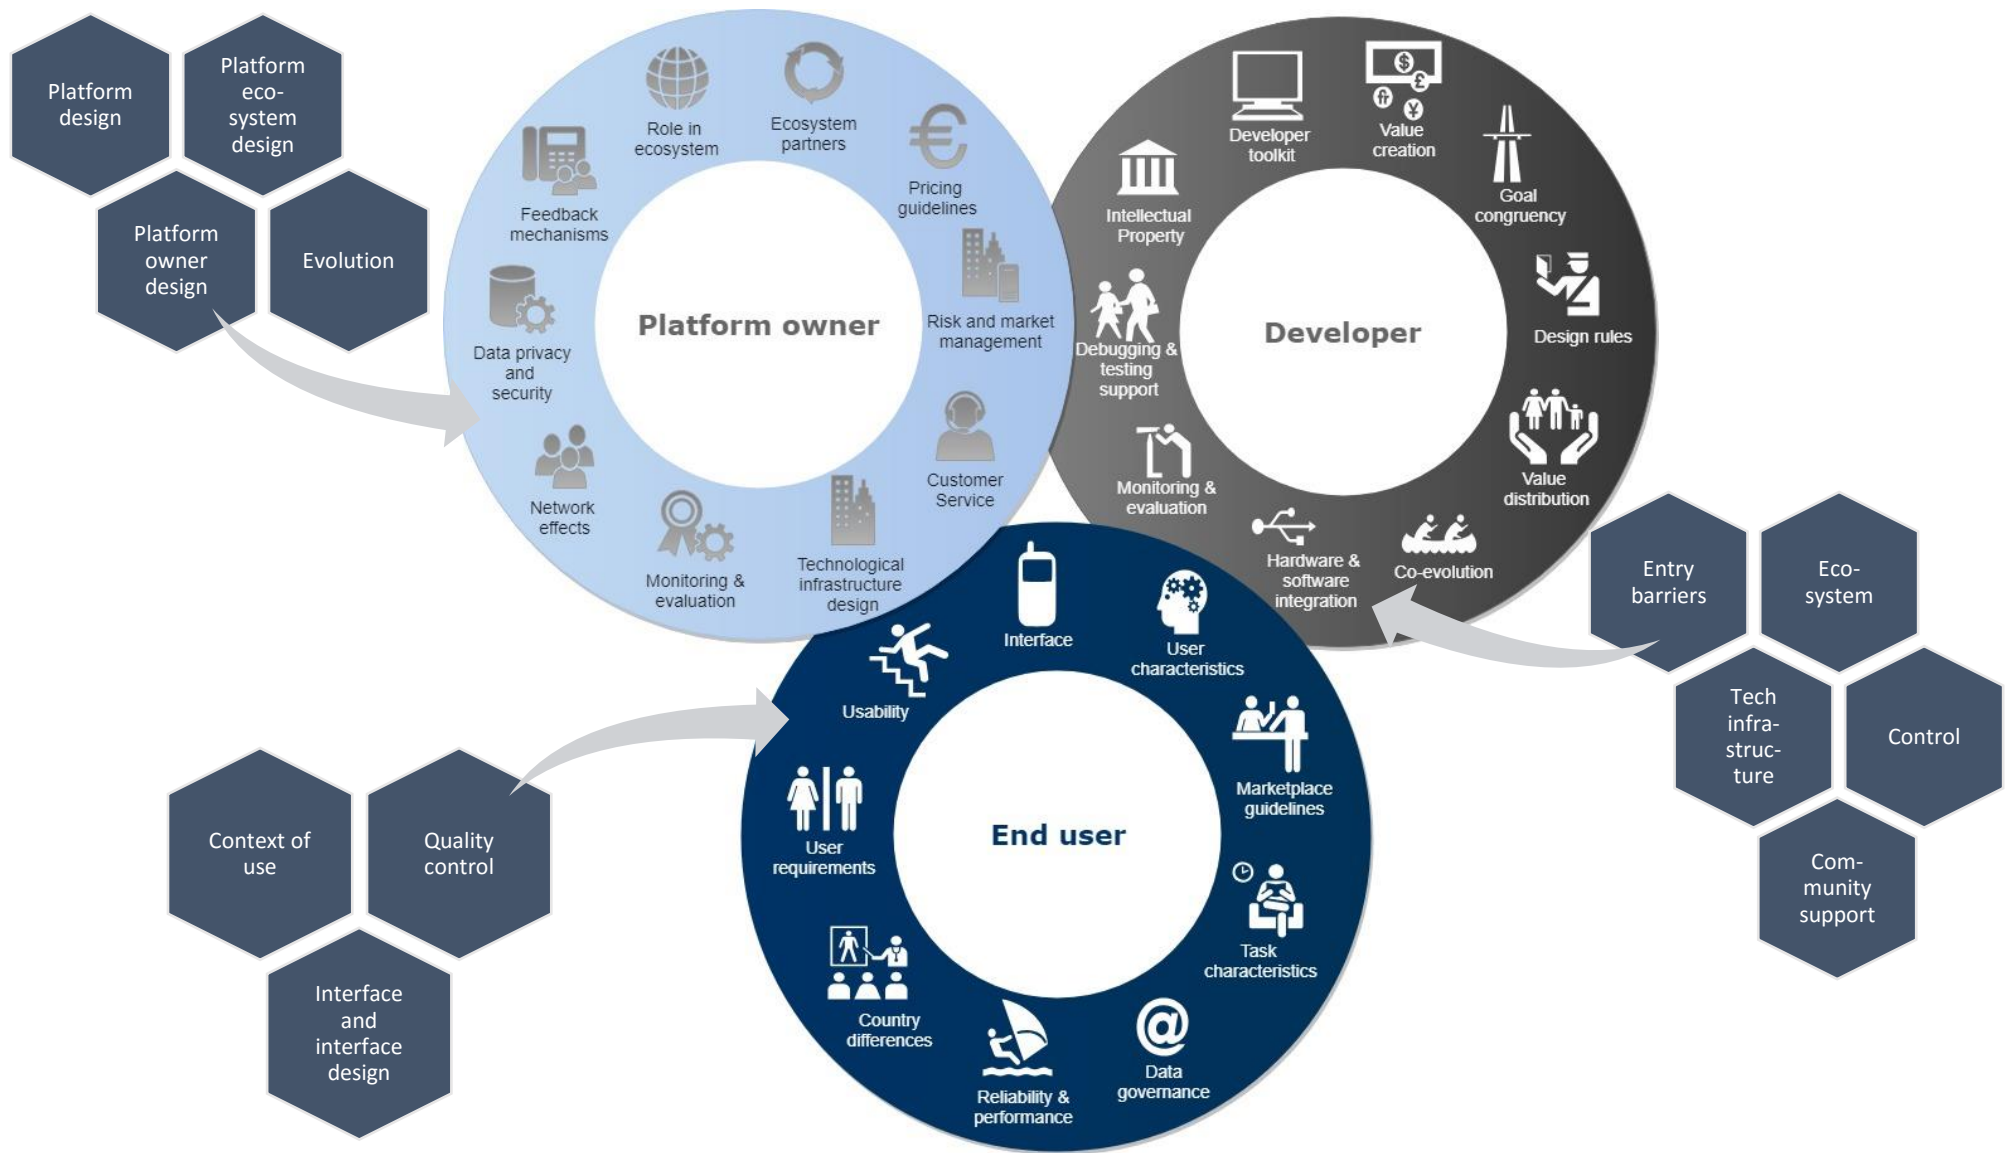 Platform
design
Platform
eco-
system
design
Platform
owner
design
Evolution
Role in
ecosystem
Ecosystem
partners
Pricing
guidelines
Feedback
mechanisms
Risk and market
management
Data privacy
and
security
Customer
Service
Network
effects
Monitoring &
evaluation
Technological
infrastructure
design
Platform owner
Developer
toolkit
Value
creation
Goal
congruency
Intellectual
Property
Design rules
Debugging &
testing
support
Value
distribution
Monitoring &
evaluation
Hardware &
software
integration
Co-evolution
Developer
Entry
barriers
Eco-
system
Tech
infra-
struc-
ture
Control
Com-
munity
support
Interface
User
characteristics
Usability
Marketplace
guidelines
User
requirements
Task
characteristics
Country
differences
Reliability &
performance
Data
governance
End user
Context of
use
Quality
control
Interface
and
interface
design